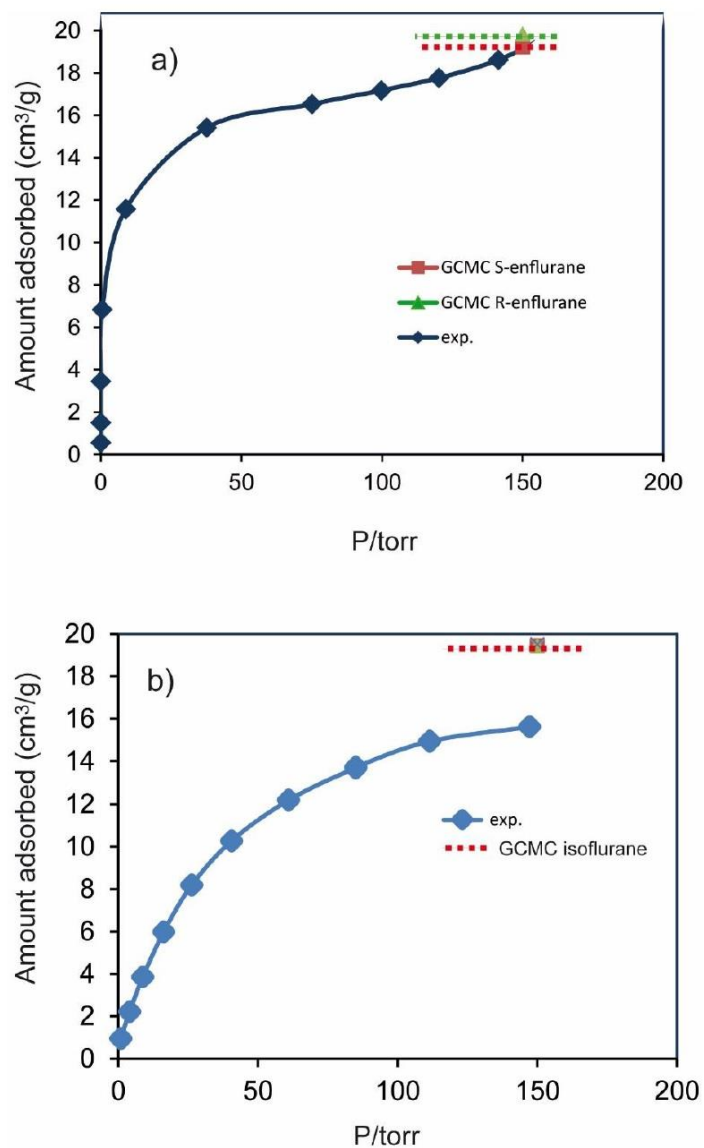 a)
Amount adsorbed (cm³/g)
20
18
16
14
12
10
8
6
4
2
0
GCMC S-enflurane
GCMC R-enflurane
exp.
0 50 100 150 200
P/torr
b)
Amount adsorbed (cm³/g)
20
18
16
14
12
10
8
6
4
2
0
exp.
GCMC isoflurane
0 50 100 150 200
P/torr